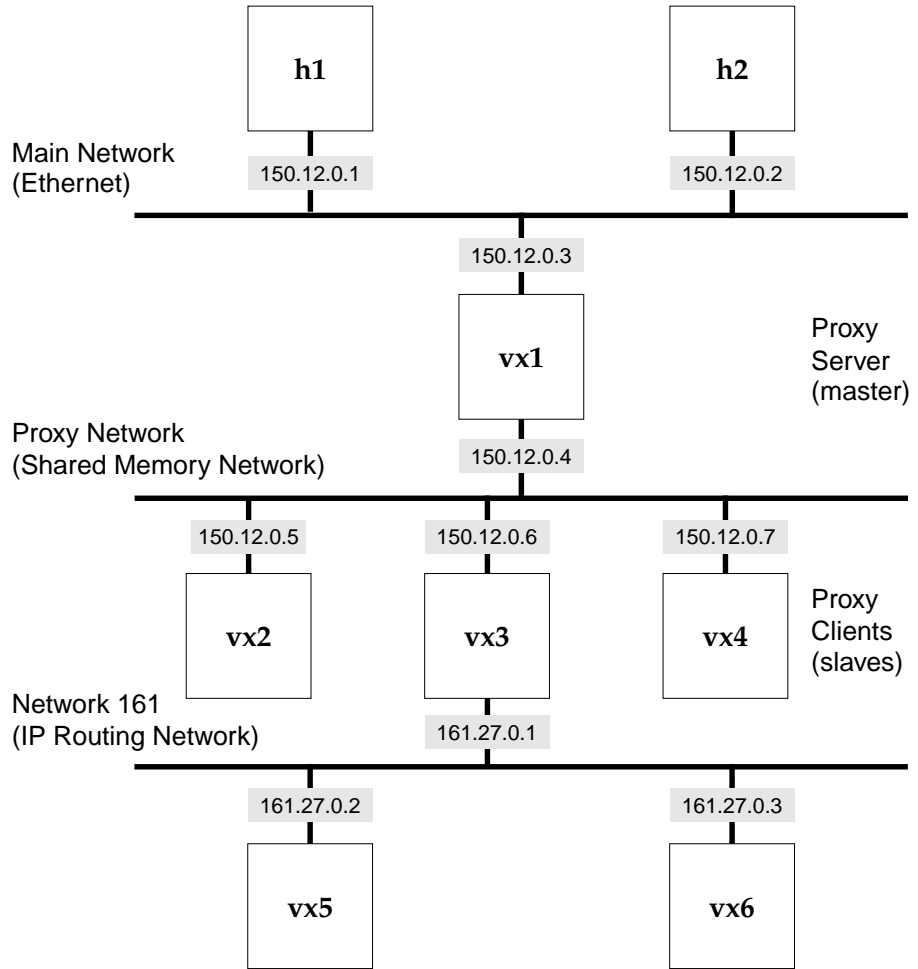 h1
h2
Main Network
(Ethernet)
150.12.0.1
150.12.0.2
150.12.0.3
vx1
Proxy
Server
(master)
Proxy Network
(Shared Memory Network)
150.12.0.4
150.12.0.5
150.12.0.6
150.12.0.7
vx2
vx3
vx4
Proxy
Clients
(slaves)
Network 161
(IP Routing Network)
161.27.0.1
161.27.0.2
161.27.0.3
vx5
vx6